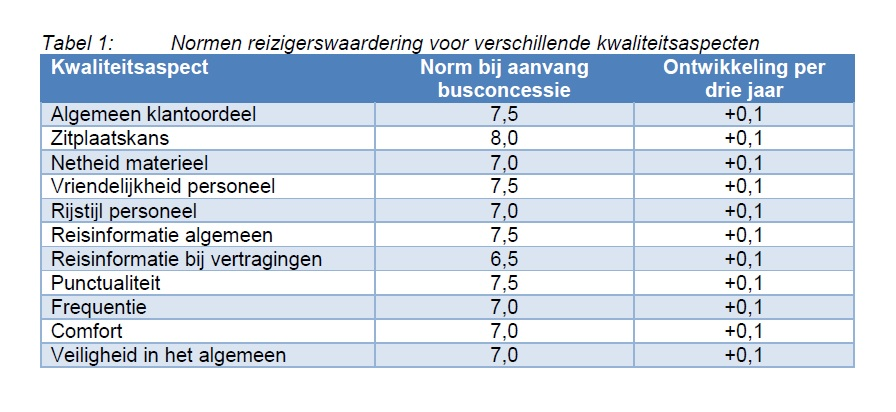 Tabel 1: Normen reizigerswaardering voor verschillende kwaliteitsaspecten
Kwaliteitsaspect Norm bij aanvang busconcessie Ontwikkeling per drie jaar
Algemeen klantoordeel 7,5 +0,1
Zitplaatskans 8,0 +0,1
Netheid materieel 7,0 +0,1
Vriendelijkheid personeel 7,5 +0,1
Rijstijl personeel 7,0 +0,1
Reisinformatie algemeen 7,5 +0,1
Reisinformatie bij vertragingen 6,5 +0,1
Punctualiteit 7,5 +0,1
Frequentie 7,0 +0,1
Comfort 7,0 +0,1
Veiligheid in het algemeen 7,0 +0,1